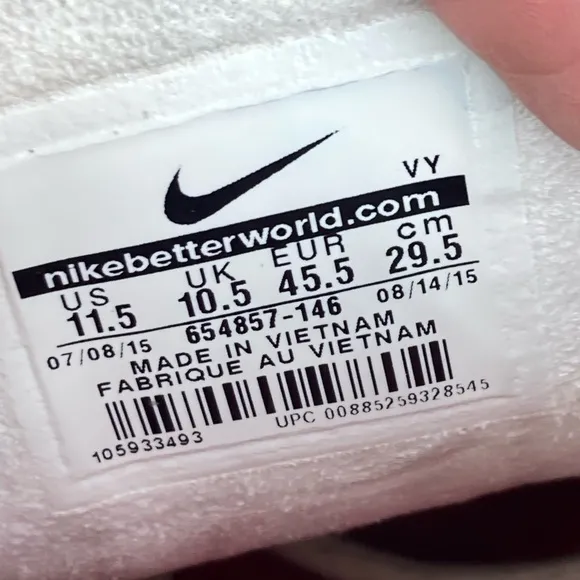 VY
nikebetterworld.com
US UK EUR cm
11.5 10.5 45.5 29.5
07/08/15 654857-146 08/14/15
MADE IN VIETNAM
FABRIQUE AU VIETNAM
105933493 UPC 00885259328545